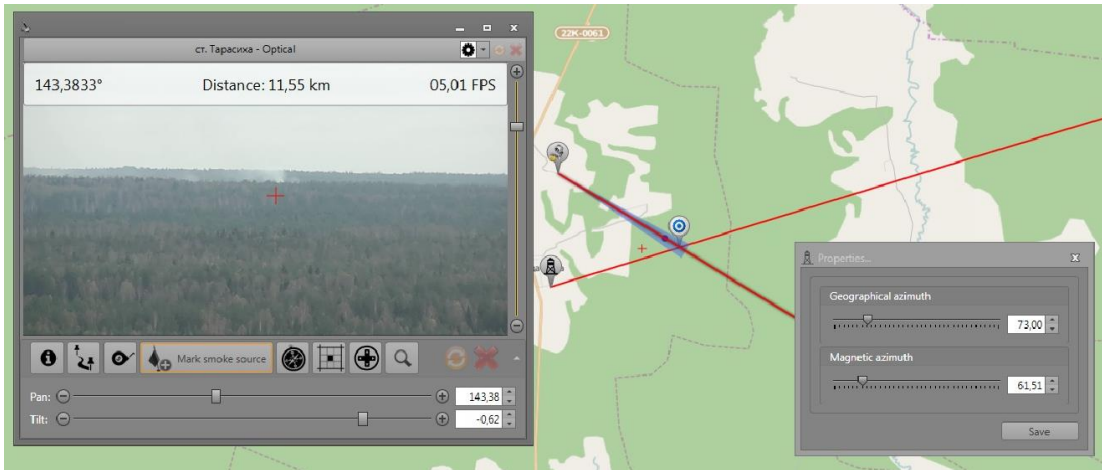 ст. Тарасиха - Optical
143,3833°
Distance: 11,55 km
05,01 FPS
Mark smoke source
Pan:
143,38
Tilt:
-0,62
22К-0061
Properties...
Geographical azimuth
73,00
Magnetic azimuth
61,51
Save